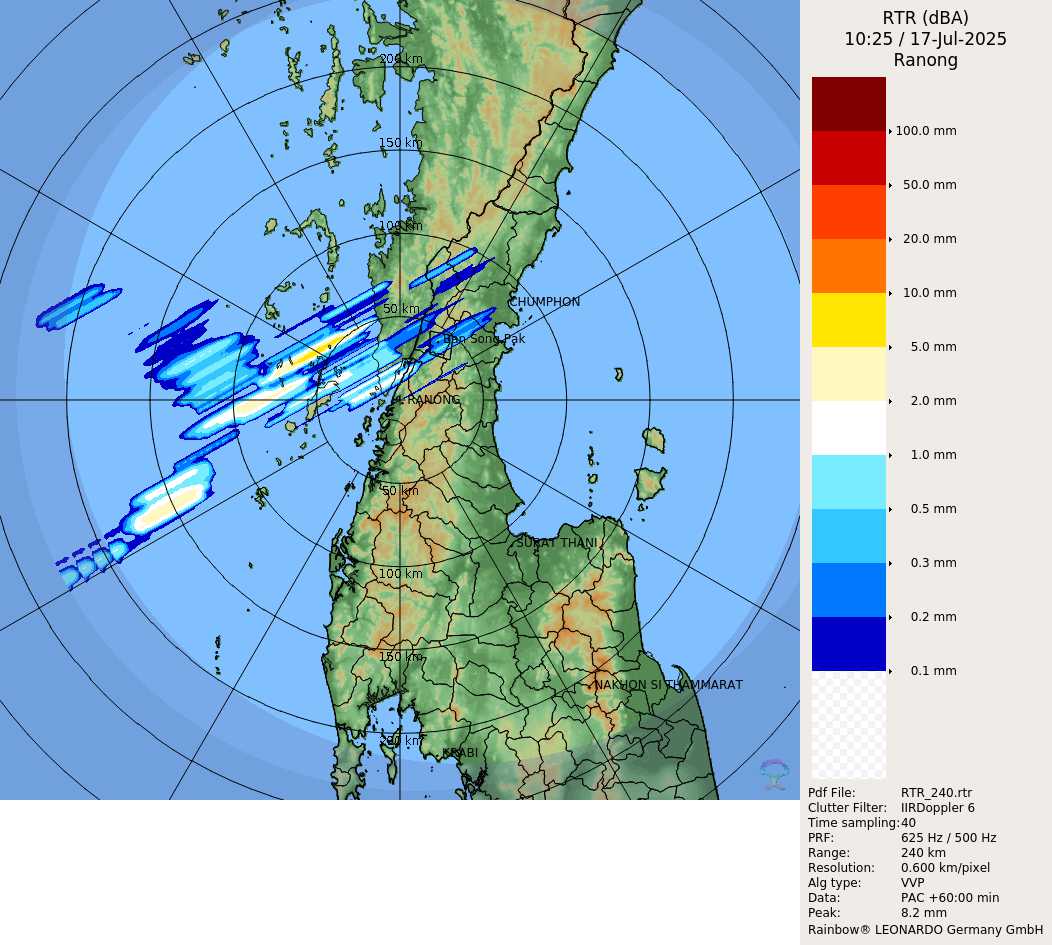 RTR (dBA)
10:25 / 17-Jul-2025
Ranong
200 km
150 km
100 km
50 km
CHUMPHON
Ban Song Pak
RANONG
50 km
SURAT THANI
100 km
150 km
NAKHON SI THAMMARAT
200 km
KRABI
100.0 mm
50.0 mm
20.0 mm
10.0 mm
5.0 mm
2.0 mm
1.0 mm
0.5 mm
0.3 mm
0.2 mm
0.1 mm
Pdf File: RTR_240.rtr
Clutter Filter: IIRDoppler 6
Time sampling:40
PRF: 625 Hz / 500 Hz
Range: 240 km
Resolution: 0.600 km/pixel
Alg type: VVP
Data: PAC +60:00 min
Peak: 8.2 mm
Rainbow® LEONARDO Germany GmbH